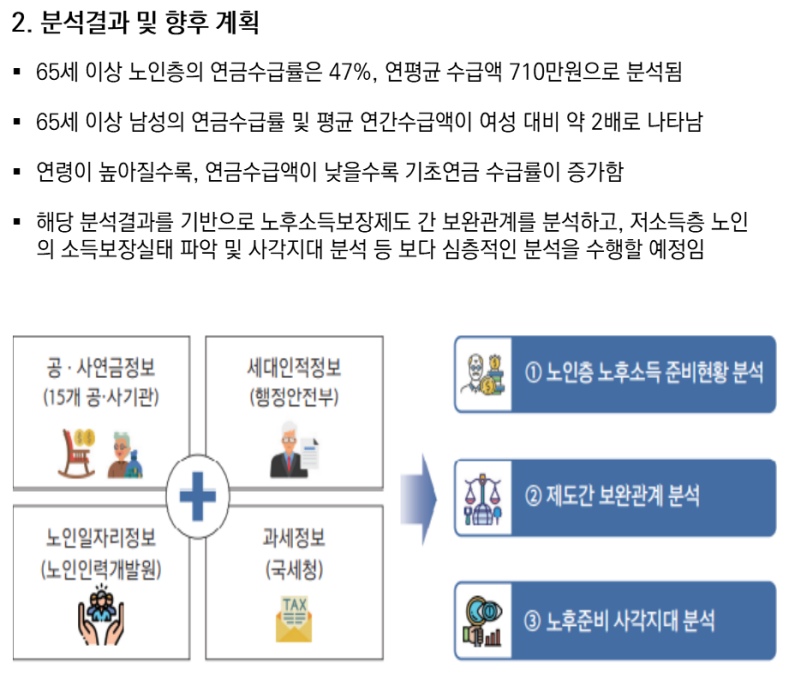 2. 분석결과 및 향후 계획
▪ 65세 이상 노인층의 연금수급률은 47%, 연평균 수급액 710만원으로 분석됨
▪ 65세 이상 남성의 연금수급률 및 평균 연간수급액이 여성 대비 약 2배로 나타남
▪ 연령이 높아질수록, 연금수급액이 낮을수록 기초연금 수급률이 증가함
▪ 해당 분석결과를 기반으로 노후소득보장제도 간 보완관계를 분석하고, 저소득층 노인
의 소득보장실태 파악 및 사각지대 분석 등 보다 심층적인 분석을 수행할 예정임
공·사연금정보
(15개 공·사기관)
세대인적정보
(행정안전부)
노인일자리정보
(노인인력개발원)
과세정보
(국세청)
TAX
① 노인층 노후소득 준비현황 분석
② 제도간 보완관계 분석
③ 노후준비 사각지대 분석